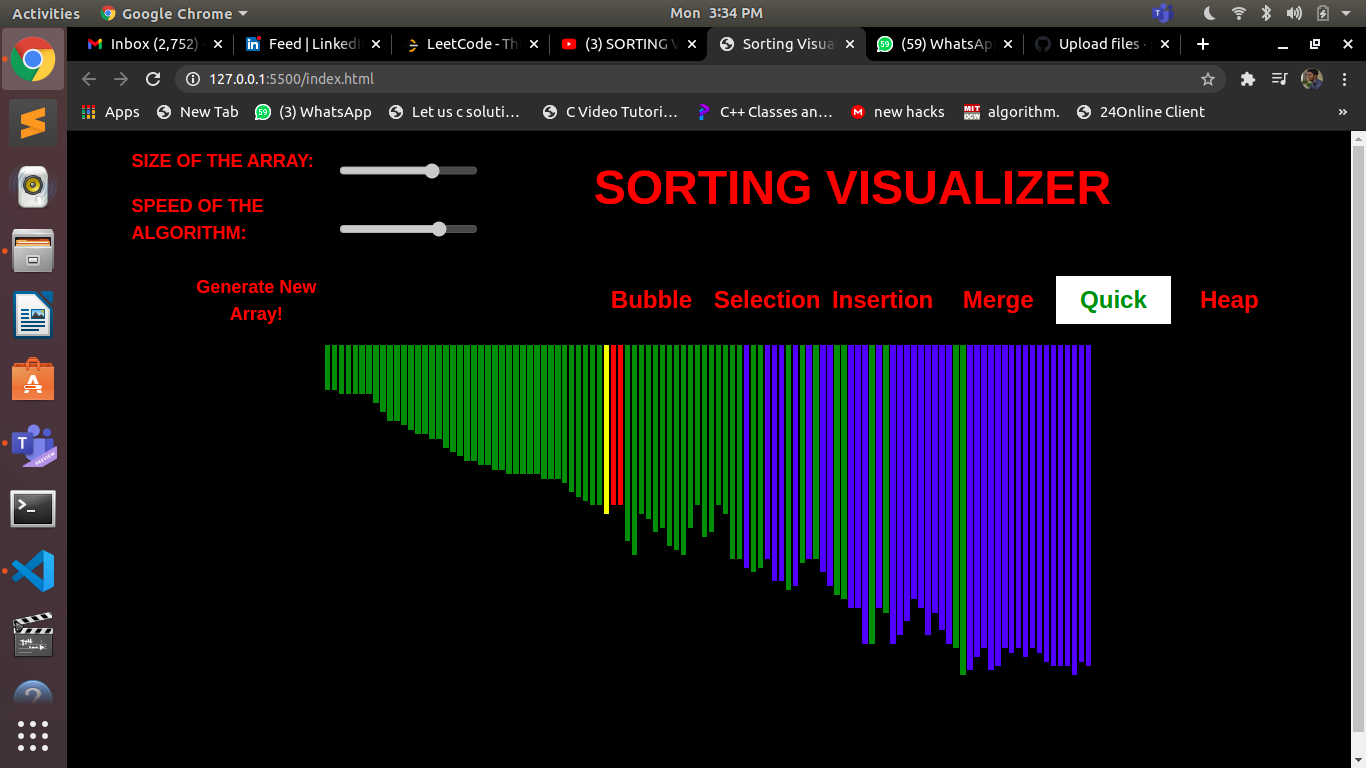 Activities Google Chrome Mon 3:34 PM
Inbox (2,752) - Feed | Linked LeetCode - Th (3) SORTING V Sorting Visua (59) WhatsAp Upload files ·
127.0.0.1:5500/index.html
Apps New Tab (3) WhatsApp Let us c soluti… C Video Tutori… C++ Classes an… new hacks algorithm. 24Online Client »
SIZE OF THE ARRAY:
SPEED OF THE
ALGORITHM:
SORTING VISUALIZER
Generate New
Array!
Bubble Selection Insertion Merge Quick Heap